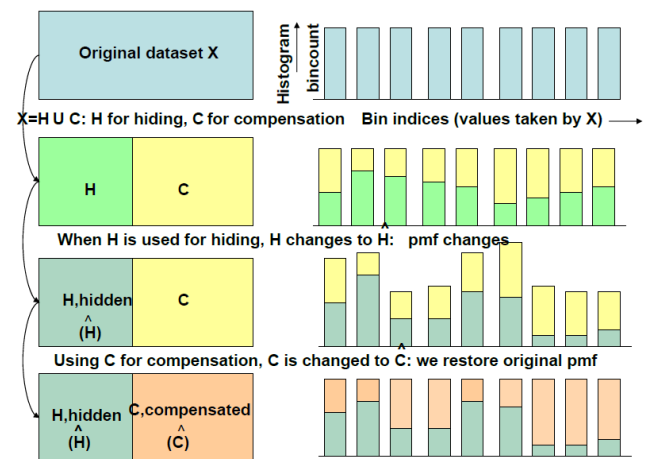 Original dataset X
Histogram
bincount
X=H U C: H for hiding, C for compensation Bin indices (values taken by X)
H C
When H is used for hiding, H changes to Ĥ: pmf changes
H,hidden C
(Ĥ)
Using C for compensation, C is changed to Ĉ: we restore original pmf
H,hidden C,compensated
(Ĥ) (Ĉ)